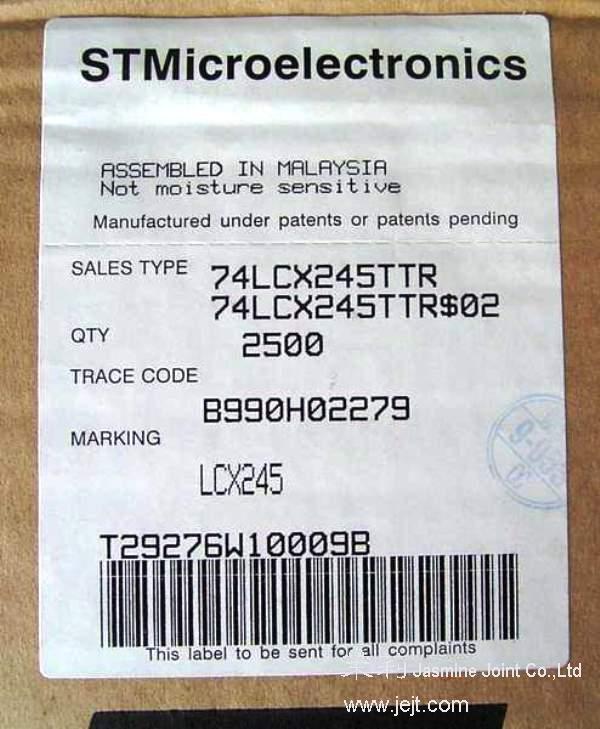 STMicroelectronics
ASSEMBLED IN MALAYSIA
Not moisture sensitive
Manufactured under patents or patents pending
SALES TYPE 74LCX245TTR
74LCX245TTR$02
QTY 2500
TRACE CODE
B990H02279
MARKING
LCX245
T29276W10009B
This label to be sent for all complaints
Jasmine Joint Co.,Ltd
www.jejt.com